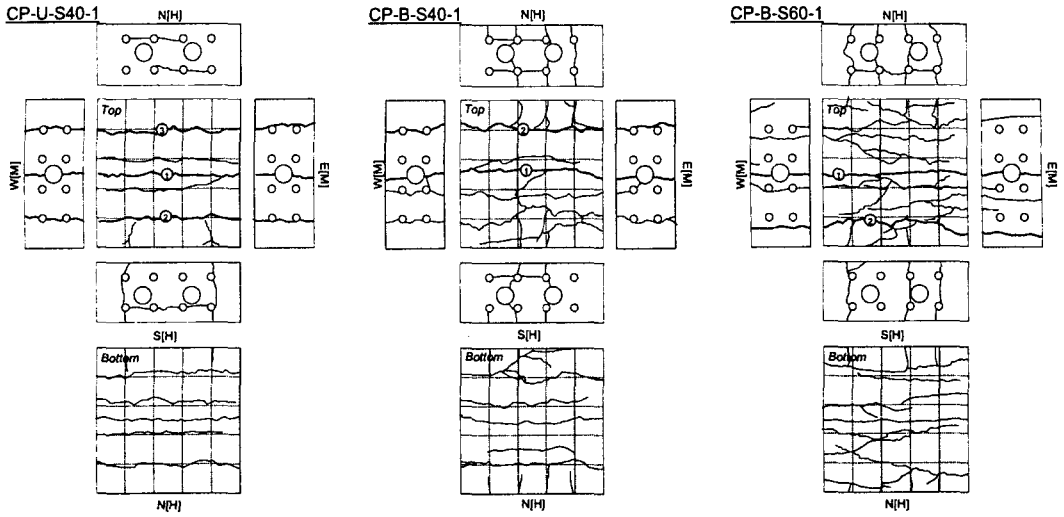 CP-U-S40-1
N[H]
Top
W[M]
E[M]
3
1
2
S[H]
Bottom
N[H]
CP-B-S40-1
N[H]
Top
W[M]
E[M]
2
1
S[H]
Bottom
N[H]
CP-B-S60-1
N[H]
Top
W[M]
E[M]
1
2
S[H]
Bottom
N[H]